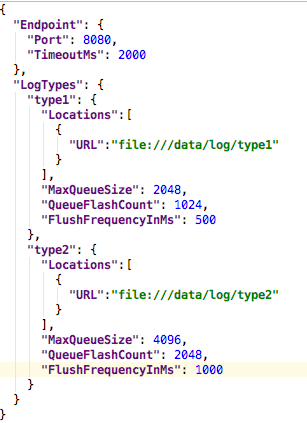 {
  "Endpoint": {
    "Port": 8080,
    "TimeoutMs": 2000
  },
  "LogTypes": {
    "type1": {
      "Locations":[
        {
          "URL":"file:///data/log/type1"
        }
      ],
      "MaxQueueSize": 2048,
      "QueueFlashCount": 1024,
      "FlushFrequencyInMs": 500
    },
    "type2": {
      "Locations":[
        {
          "URL":"file:///data/log/type2"
        }
      ],
      "MaxQueueSize": 4096,
      "QueueFlashCount": 2048,
      "FlushFrequencyInMs": 1000
    }
  }
}